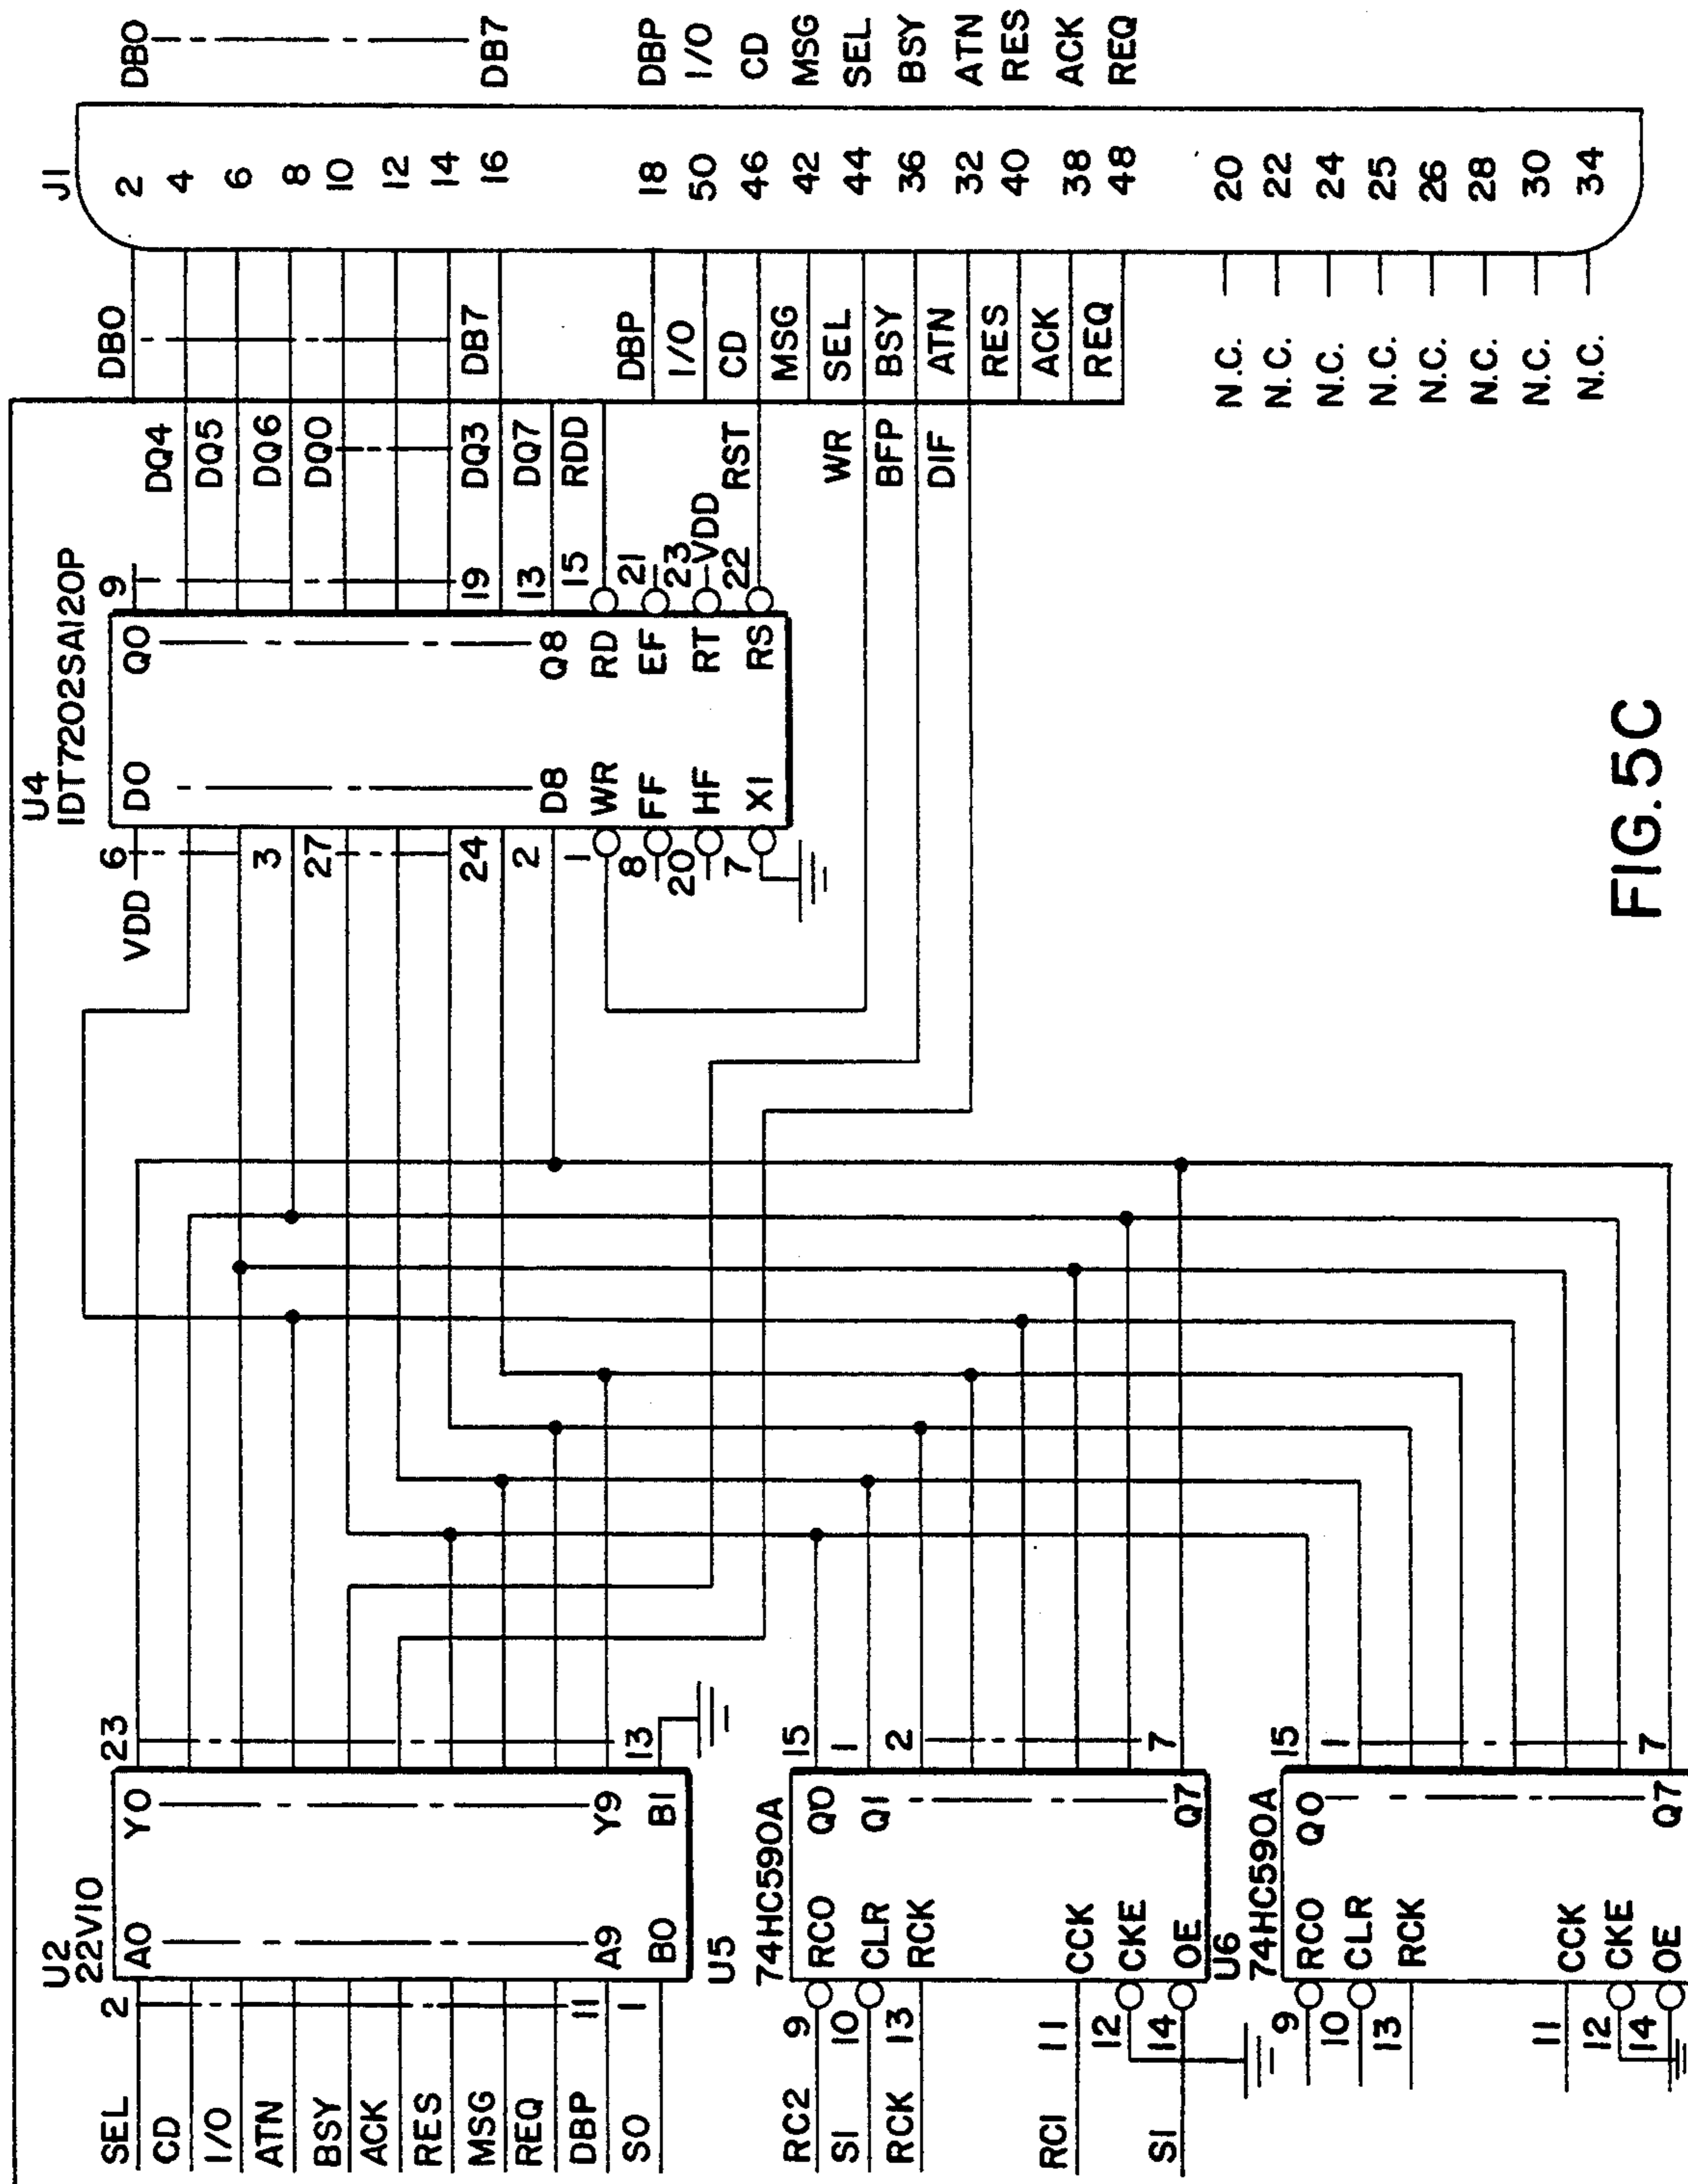 J1
2
4
6
8
10
12
14
16
18
50
46
42
44
36
32
40
38
48
20
22
24
25
26
28
30
34
DB0
DB7
DBP
I/O
CD
MSG
SEL
BSY
ATN
RES
ACK
REQ
DB0
DB7
DBP
I/O
CD
MSG
SEL
BSY
ATN
RES
ACK
REQ
N.C.
N.C.
N.C.
N.C.
N.C.
N.C.
N.C.
N.C.
DQ4
DQ5
DQ6
DQ0
DQ3
DQ7
RDD
RST
WR
BFP
DIF
U4
IDT7202SA120P
9
19
13
15
21
23
VDD
22
Q0
Q8
RD
EF
RT
RS
D0
D8
WR
FF
HF
XI
VDD
6
3
27
24
2
1
8
20
7
U2
22V10
23
13
Y0
Y9
B1
A0
A9
B0
2
11
1
SEL
CD
I/O
ATN
BSY
ACK
RES
MSG
REQ
DBP
S0
U5
74HC590A
15
1
2
7
Q0
Q1
Q7
RCO
CLR
RCK
CCK
CKE
OE
9
10
13
11
12
14
RC2
S1
RCK
RC1
S1
U6
74HC590A
15
1
7
Q0
Q7
RCO
CLR
RCK
CCK
CKE
OE
9
10
13
11
12
14
FIG.5C